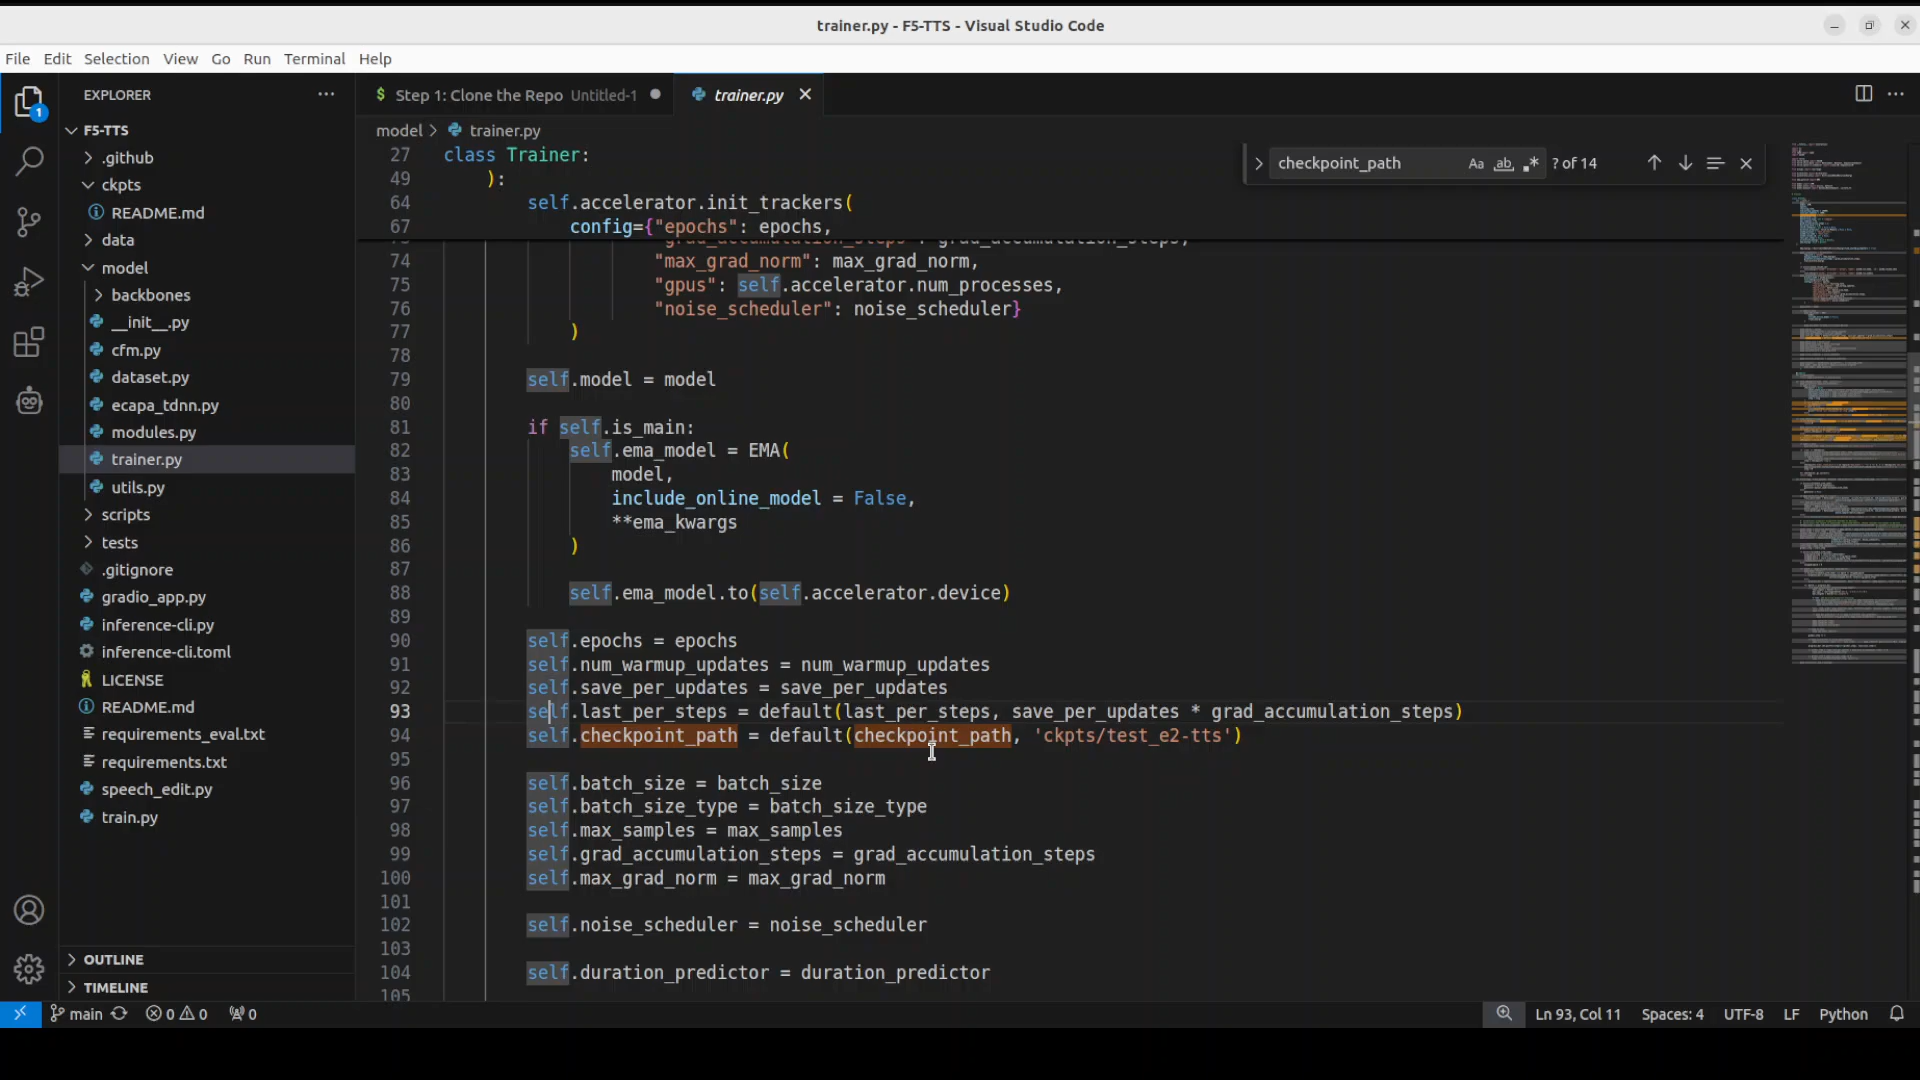 trainer.py - F5-TTS - Visual Studio Code
File Edit Selection View Go Run Terminal Help
1
EXPLORER
F5-TTS
.github
ckpts
README.md
data
model
backbones
__init__.py
cfm.py
dataset.py
ecapa_tdnn.py
modules.py
trainer.py
utils.py
scripts
tests
.gitignore
gradio_app.py
inference-cli.py
inference-cli.toml
LICENSE
README.md
requirements_eval.txt
requirements.txt
speech_edit.py
train.py
OUTLINE
TIMELINE
$ Step 1: Clone the Repo Untitled-1
trainer.py
model > trainer.py
checkpoint_path Aa ab ? of 14
27 class Trainer:
49 ):
64 self.accelerator.init_trackers(
67 config={"epochs": epochs,
74 "max_grad_norm": max_grad_norm,
75 "gpus": self.accelerator.num_processes,
76 "noise_scheduler": noise_scheduler}
77 )
78
79 self.model = model
80
81 if self.is_main:
82 self.ema_model = EMA(
83 model,
84 include_online_model = False,
85 **ema_kwargs
86 )
87
88 self.ema_model.to(self.accelerator.device)
89
90 self.epochs = epochs
91 self.num_warmup_updates = num_warmup_updates
92 self.save_per_updates = save_per_updates
93 self.last_per_steps = default(last_per_steps, save_per_updates * grad_accumulation_steps)
94 self.checkpoint_path = default(checkpoint_path, 'ckpts/test_e2-tts')
95
96 self.batch_size = batch_size
97 self.batch_size_type = batch_size_type
98 self.max_samples = max_samples
99 self.grad_accumulation_steps = grad_accumulation_steps
100 self.max_grad_norm = max_grad_norm
101
102 self.noise_scheduler = noise_scheduler
103
104 self.duration_predictor = duration_predictor
105
main 0 0 0 Ln 93, Col 11 Spaces: 4 UTF-8 LF Python